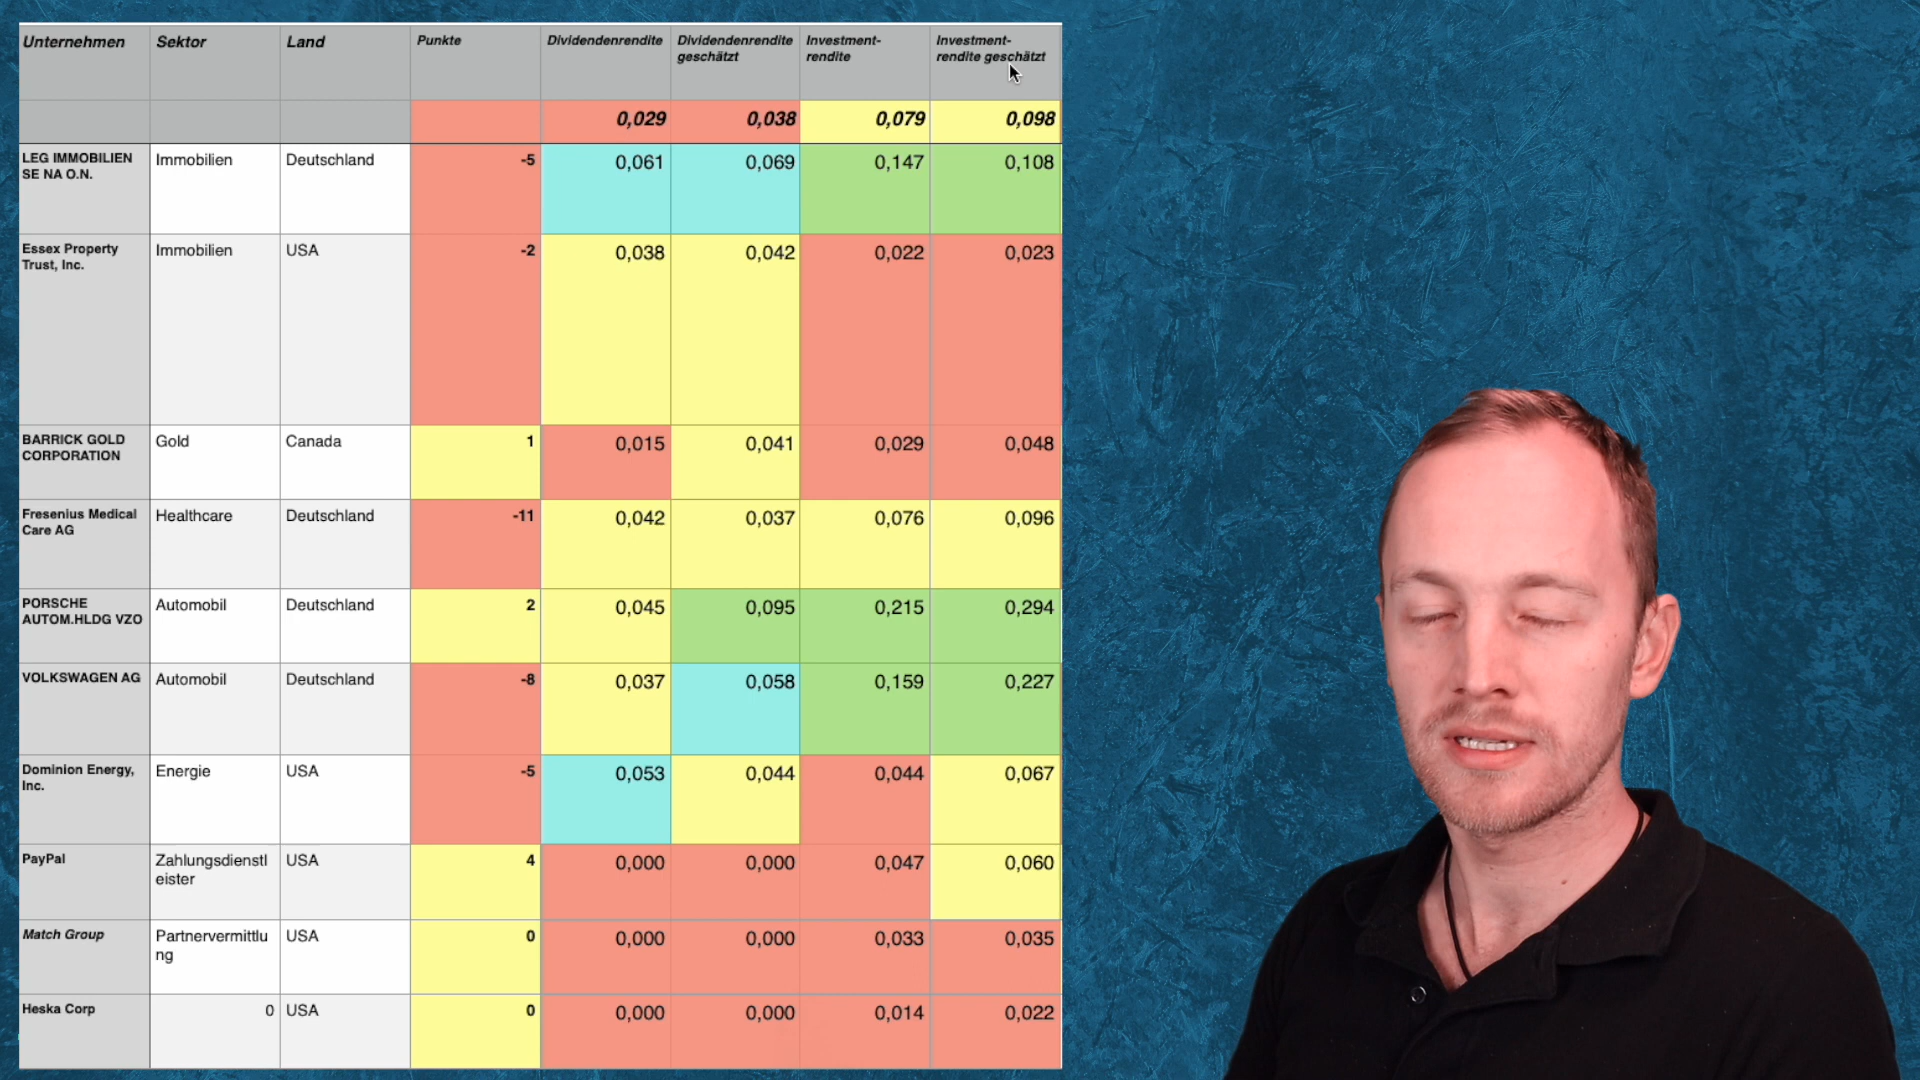 Unternehmen Sektor Land Punkte Dividendenrendite Dividendenrendite Investment- Investment-
geschätzt rendite rendite geschätzt
0,029 0,038 0,079 0,098
LEG IMMOBILIEN Immobilien Deutschland -5 0,061 0,069 0,147 0,108
SE NA O.N.
Essex Property Immobilien USA -2 0,038 0,042 0,022 0,023
Trust, Inc.
BARRICK GOLD Gold Canada 1 0,015 0,041 0,029 0,048
CORPORATION
Fresenius Medical Healthcare Deutschland -11 0,042 0,037 0,076 0,096
Care AG
PORSCHE Automobil Deutschland 2 0,045 0,095 0,215 0,294
AUTOM.HLDG VZO
VOLKSWAGEN AG Automobil Deutschland -8 0,037 0,058 0,159 0,227
Dominion Energy, Energie USA -5 0,053 0,044 0,044 0,067
Inc.
PayPal Zahlungsdienstl USA 4 0,000 0,000 0,047 0,060
eister
Match Group Partnervermittlu USA 0 0,000 0,000 0,033 0,035
ng
Heska Corp 0 USA 0 0,000 0,000 0,014 0,022